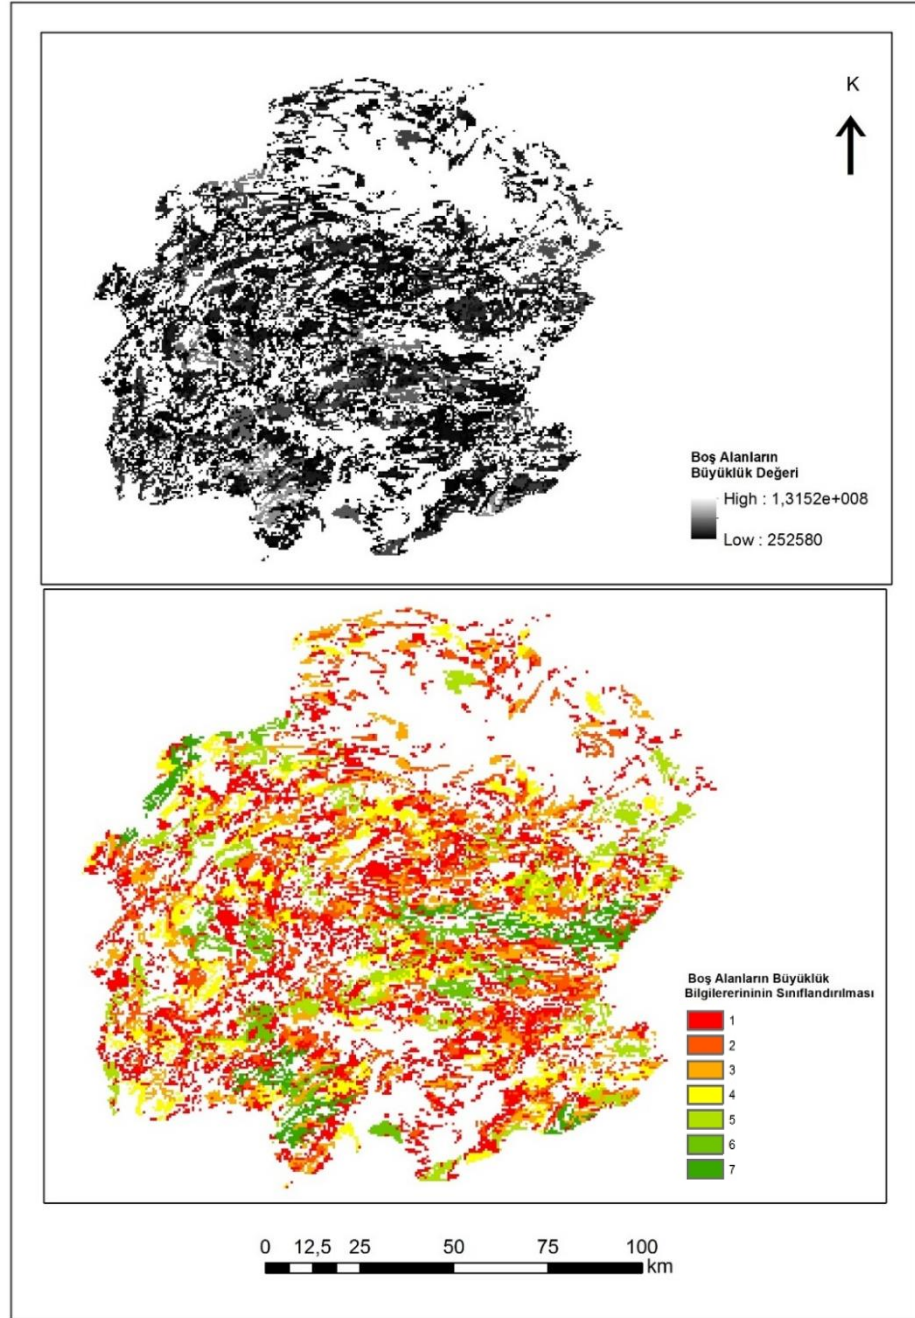 K
Boş Alanların
Büyüklük Değeri
High : 1,3152e+008
Low : 252580
Boş Alanların Büyüklük
Bilgilererininin Sınıflandırılması
1
2
3
4
5
6
7
0 12,5 25 50 75 100
km